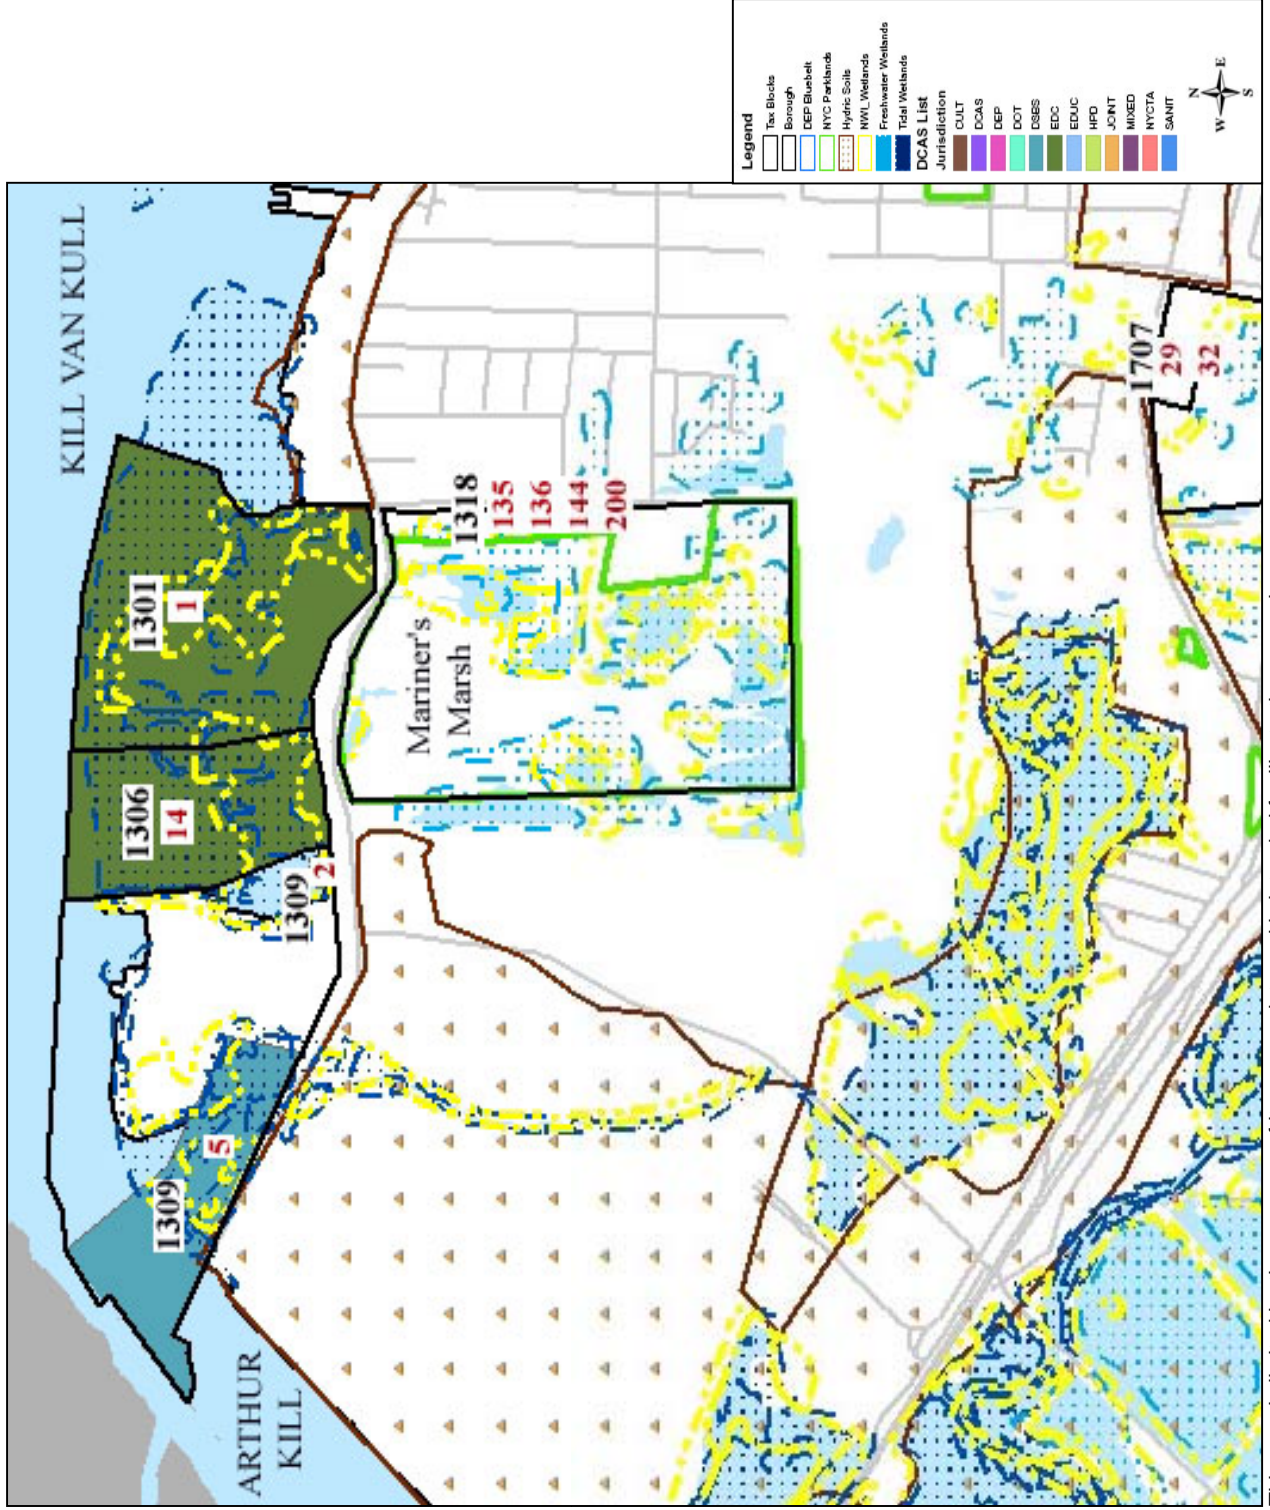 KILL VAN KULL
ARTHUR
KILL
1309
5
1309
2
1306
14
1301
1
Mariner's
Marsh
1318
135
136
144
200
1707
29
32
Legend
Tax Blocks
Borough
DEP Bluebelt
NYC Parklands
Hydric Soils
NWI_Wetlands
Freshwater Wetlands
Tidal Wetlands
DCAS List
Jurisdiction
CULT
DCAS
DEP
DOT
DSBS
EDC
EDUC
HPD
JOINT
MIXED
NYCTA
SANIT
N
W
E
S